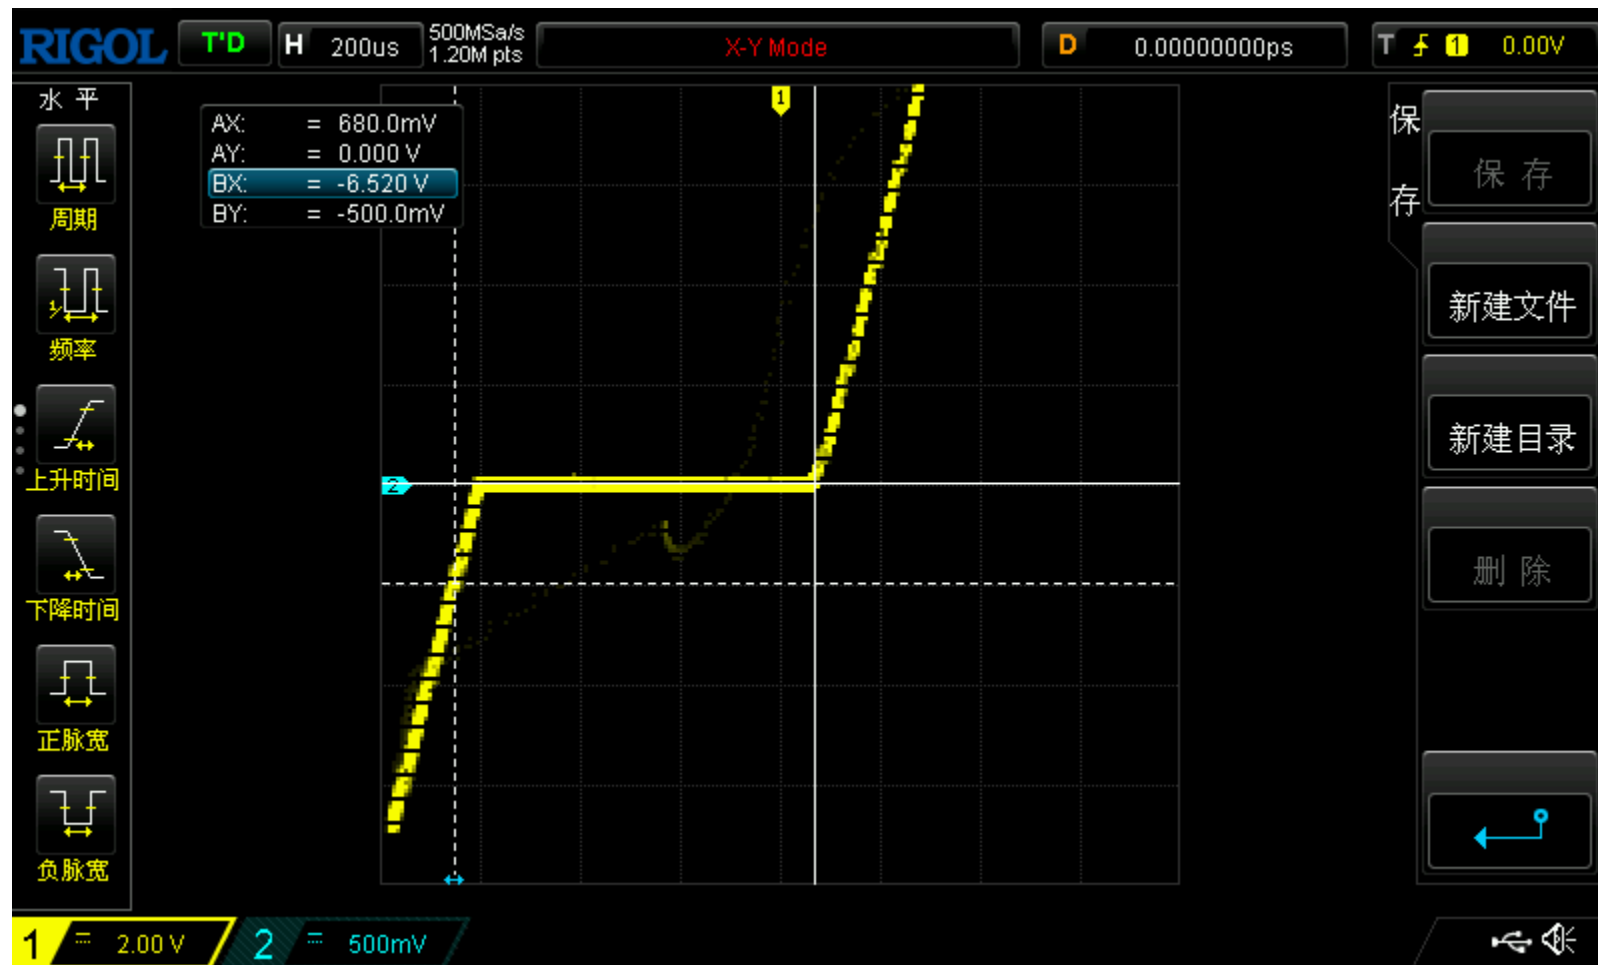 RIGOL T'D H 200us 500MSa/s 1.20M pts X-Y Mode D 0.00000000ps T 1 0.00V
水平
周期
频率
上升时间
下降时间
正脉宽
负脉宽
AX: = 680.0mV
AY: = 0.000 V
BX: = -6.520 V
BY: = -500.0mV
1
2
保存
保存
新建文件
新建目录
删除
1 2.00 V 2 500mV